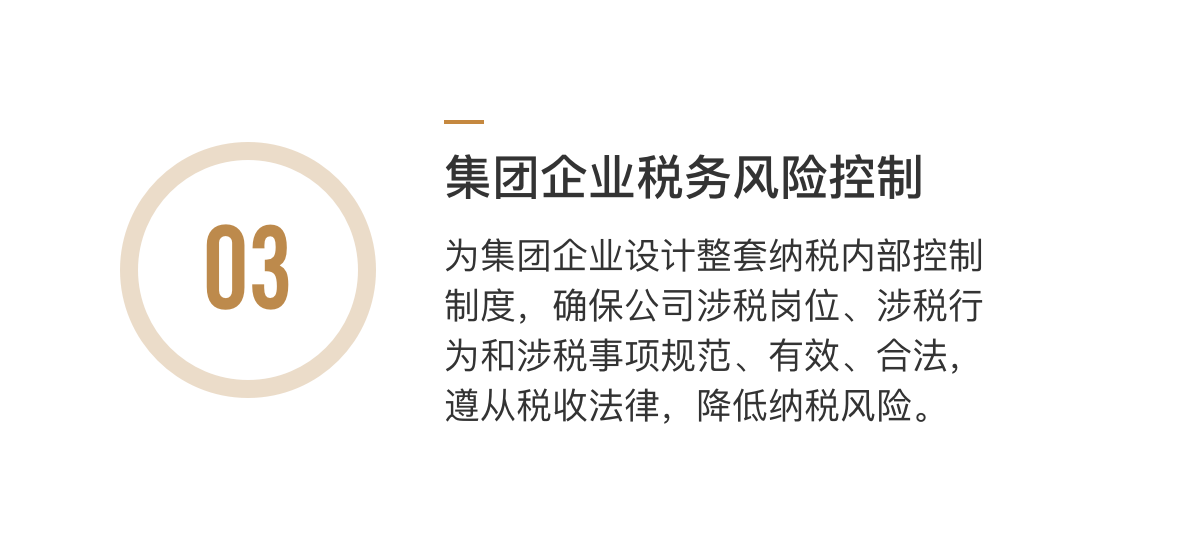 03
集团企业税务风险控制
为集团企业设计整套纳税内部控制
制度，确保公司涉税岗位、涉税行
为和涉税事项规范、有效、合法，
遵从税收法律，降低纳税风险。